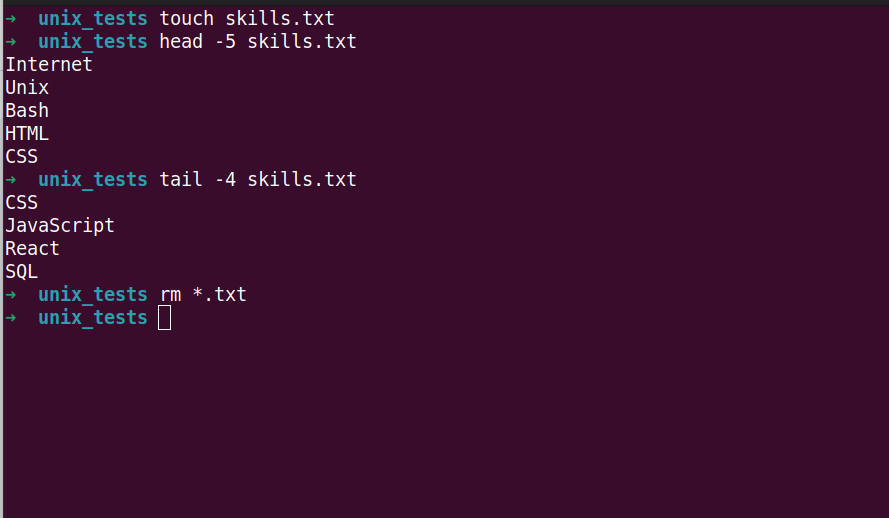 ➜  unix_tests touch skills.txt
➜  unix_tests head -5 skills.txt
Internet
Unix
Bash
HTML
CSS
➜  unix_tests tail -4 skills.txt
CSS
JavaScript
React
SQL
➜  unix_tests rm *.txt
➜  unix_tests